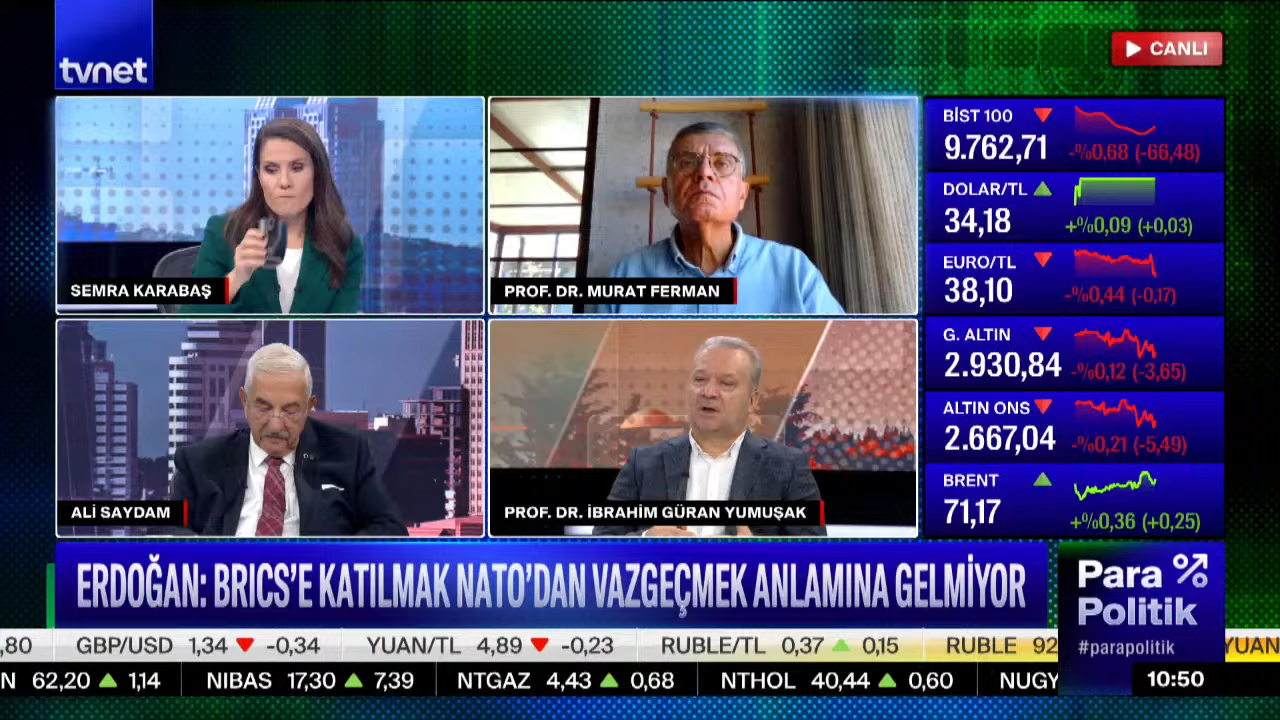 tvnet
CANLI
SEMRA KARABAŞ
PROF. DR. MURAT FERMAN
ALİ SAYDAM
PROF. DR. İBRAHİM GÜRAN YUMUŞAK
BİST 100
9.762,71
-%0,68 (-66,48)
DOLAR/TL
34,18
+%0,09 (+0,03)
EURO/TL
38,10
-%0,44 (-0,17)
G. ALTIN
2.930,84
-%0,12 (-3,65)
ALTIN ONS
2.667,04
-%0,21 (-5,49)
BRENT
71,17
+%0,36 (+0,25)
ERDOĞAN: BRICS'E KATILMAK NATO'DAN VAZGEÇMEK ANLAMINA GELMİYOR
Para %
Politik
#parapolitik
10:50
,80 GBP/USD 1,34 -0,34 YUAN/TL 4,89 -0,23 RUBLE/TL 0,37 0,15 RUBLE 92 YUAN
N 62,20 1,14 NIBAS 17,30 7,39 NTGAZ 4,43 0,68 NTHOL 40,44 0,60 NUGY